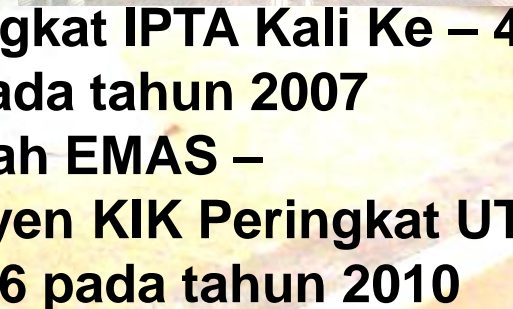 gkat IPTA Kali Ke – 4
ada tahun 2007
ah EMAS –
yen KIK Peringkat UT
6 pada tahun 2010